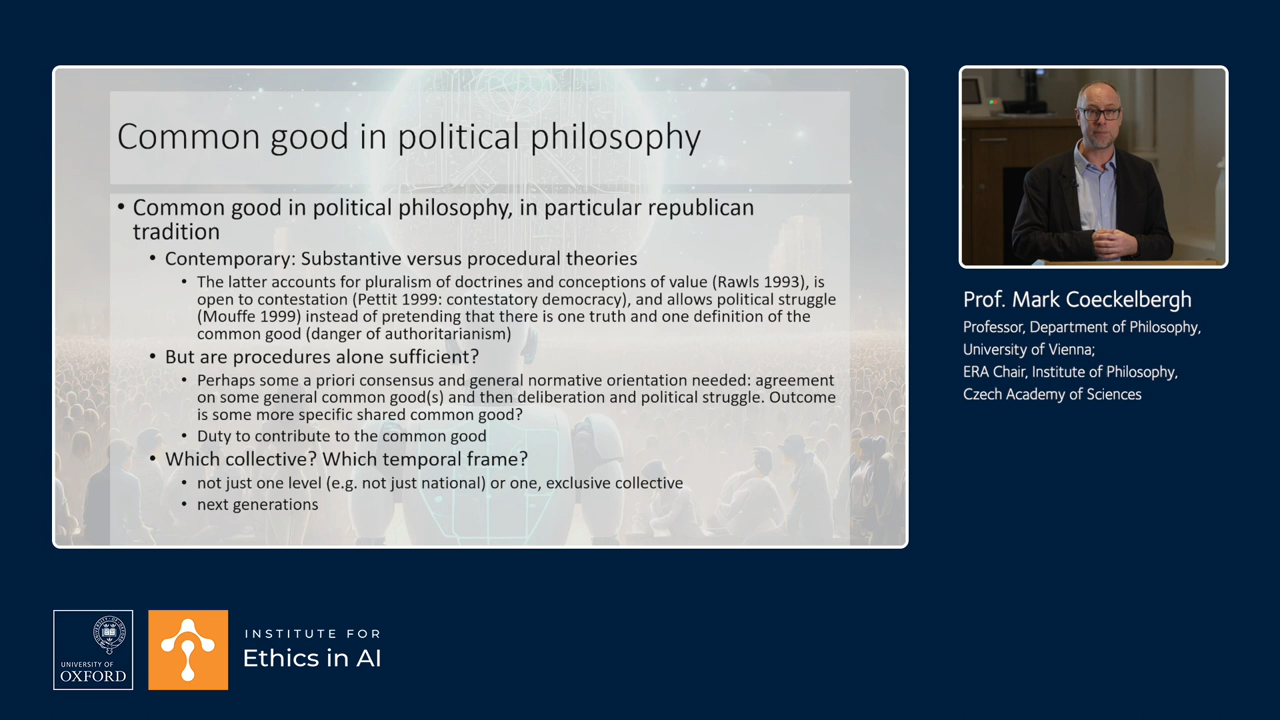 Common good in political philosophy
• Common good in political philosophy, in particular republican
tradition
• Contemporary: Substantive versus procedural theories
• The latter accounts for pluralism of doctrines and conceptions of value (Rawls 1993), is
open to contestation (Pettit 1999: contestatory democracy), and allows political struggle
(Mouffe 1999) instead of pretending that there is one truth and one definition of the
common good (danger of authoritarianism)
• But are procedures alone sufficient?
• Perhaps some a priori consensus and general normative orientation needed: agreement
on some general common good(s) and then deliberation and political struggle. Outcome
is some more specific shared common good?
• Duty to contribute to the common good
• Which collective? Which temporal frame?
• not just one level (e.g. not just national) or one, exclusive collective
• next generations
Prof. Mark Coeckelbergh
Professor, Department of Philosophy,
University of Vienna;
ERA Chair, Institute of Philosophy,
Czech Academy of Sciences
UNIVERSITY OF
OXFORD
INSTITUTE FOR
Ethics in AI